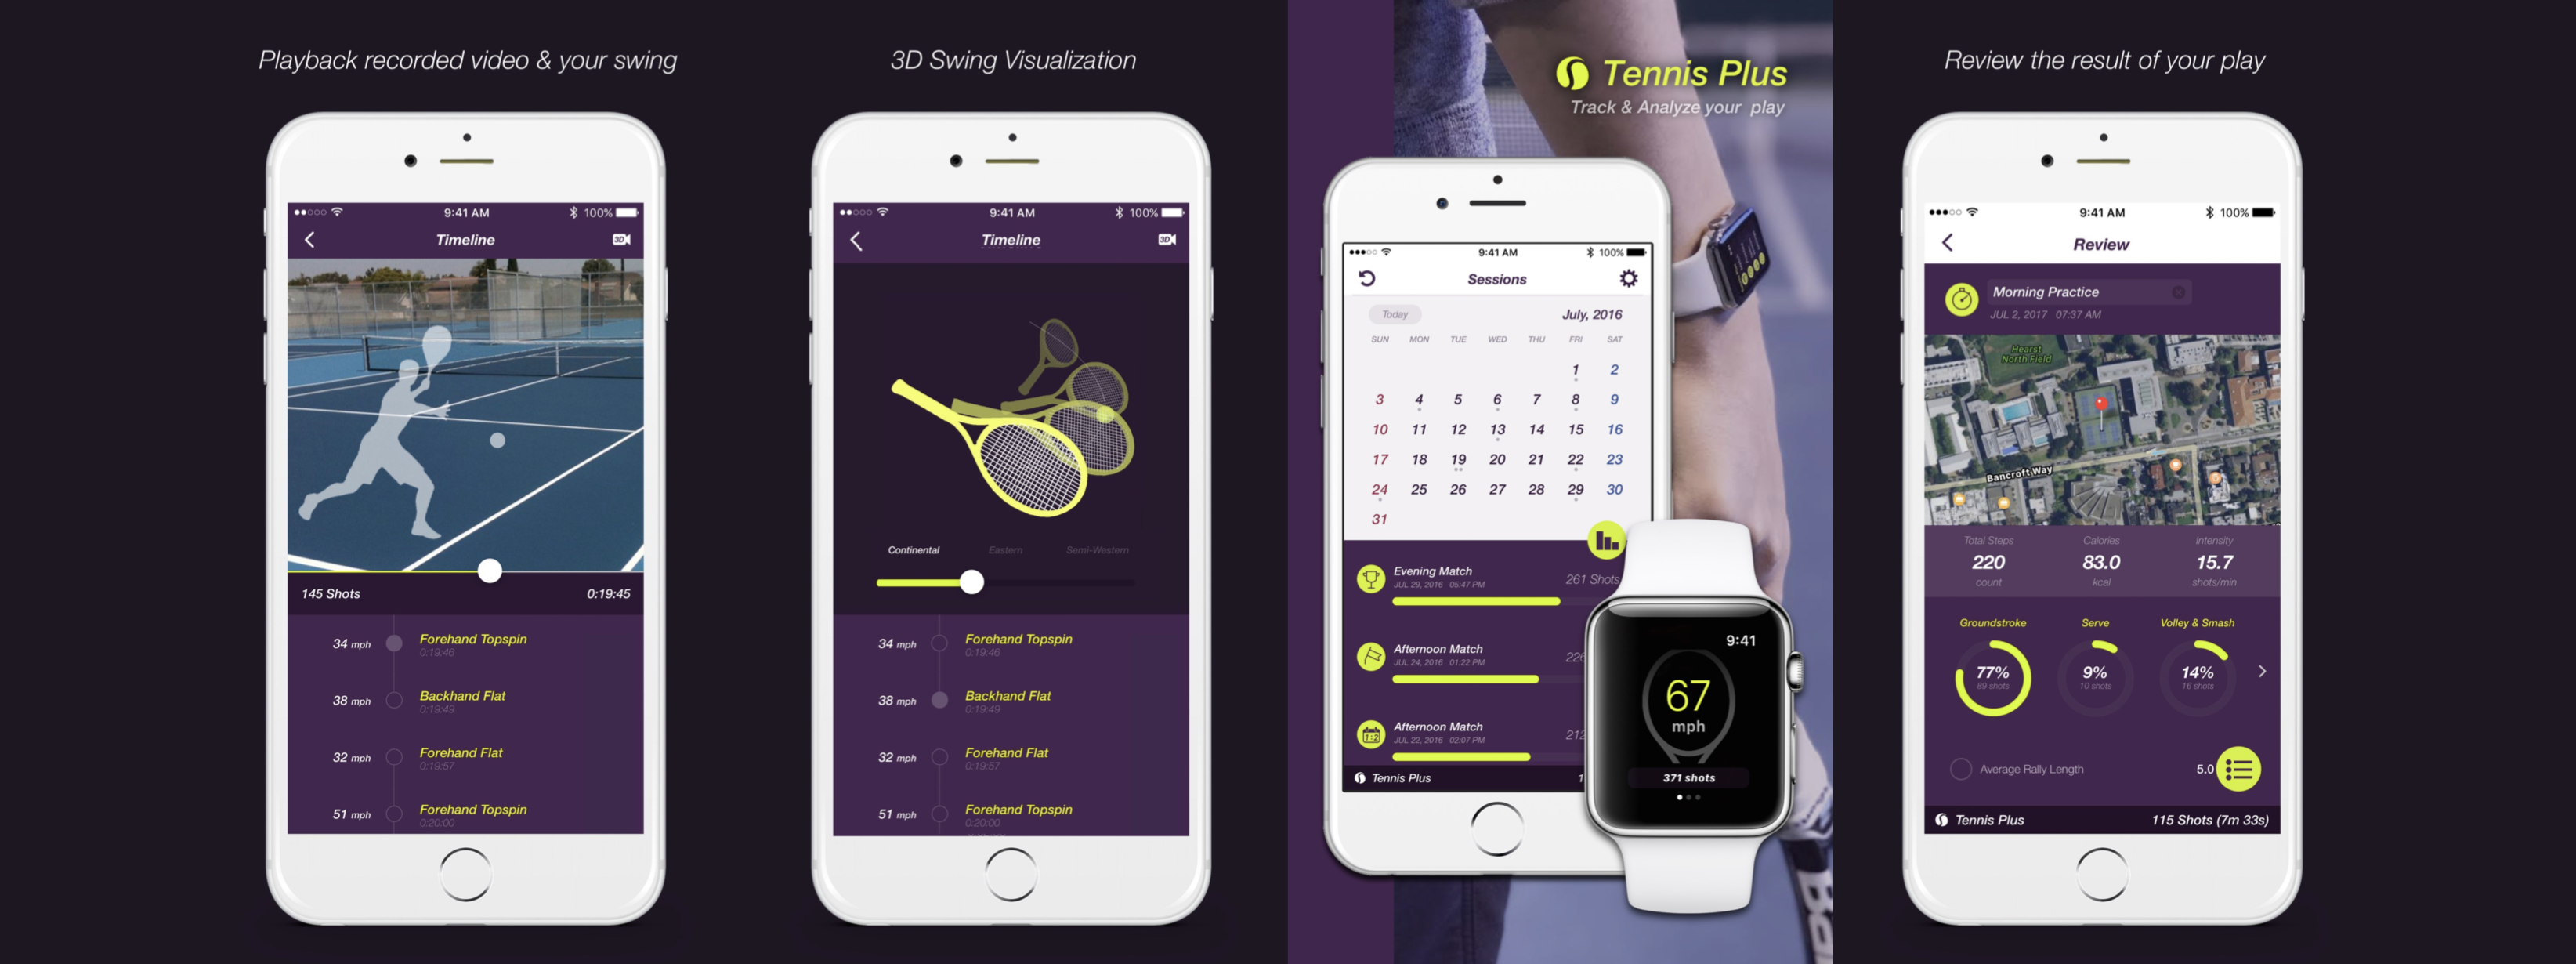 Playback recorded video & your swing
9:41 AM
100%
Timeline
3D
145 Shots
0:19:45
34 mph
Forehand Topspin
0:19:46
38 mph
Backhand Flat
0:19:49
32 mph
Forehand Flat
0:19:57
51 mph
Forehand Topspin
0:20:00
3D Swing Visualization
9:41 AM
100%
Timeline
3D
Continental Eastern Semi-Western
34 mph
Forehand Topspin
0:19:46
38 mph
Backhand Flat
0:19:49
32 mph
Forehand Flat
0:19:57
51 mph
Forehand Topspin
0:20:00
Tennis Plus
Track & Analyze your play
9:41 AM
100%
Sessions
Today
July, 2016
SUN MON TUE WED THU FRI SAT
1 2
3 4 5 6 7 8 9
10 11 12 13 14 15 16
17 18 19 20 21 22 23
24 25 26 27 28 29 30
31
Evening Match
JUL 29, 2016 05:47 PM
261 Shots
Afternoon Match
JUL 24, 2016 01:22 PM
226
Afternoon Match
JUL 22, 2016 02:07 PM
212
Tennis Plus
1
9:41
67
mph
371 shots
Review the result of your play
9:41 AM
100%
Review
Morning Practice
JUL 2, 2017 07:37 AM
Hearst
North Field
Bancroft Way
Total Steps Calories Intensity
220 83.0 15.7
count kcal shots/min
Groundstroke Serve Volley & Smash
77% 9% 14%
89 shots 10 shots 16 shots
Average Rally Length
5.0
Tennis Plus
115 Shots (7m 33s)